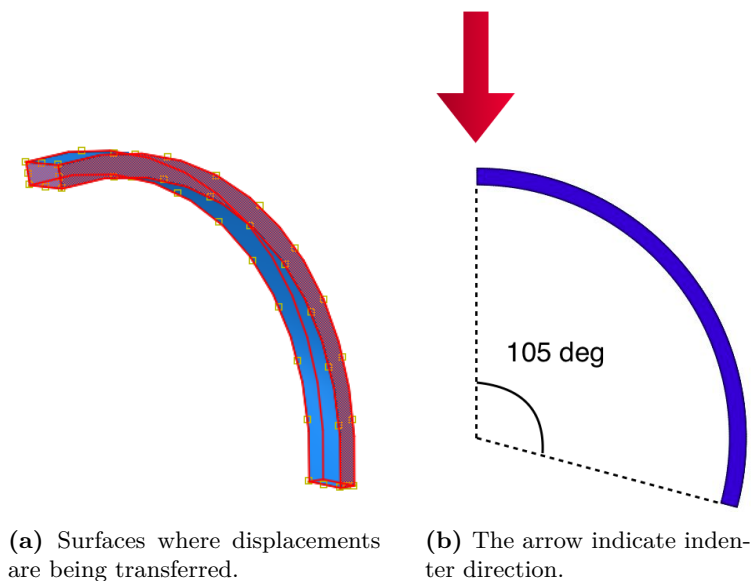 105 deg
(a) Surfaces where displacements
are being transferred.
(b) The arrow indicate inden-
ter direction.